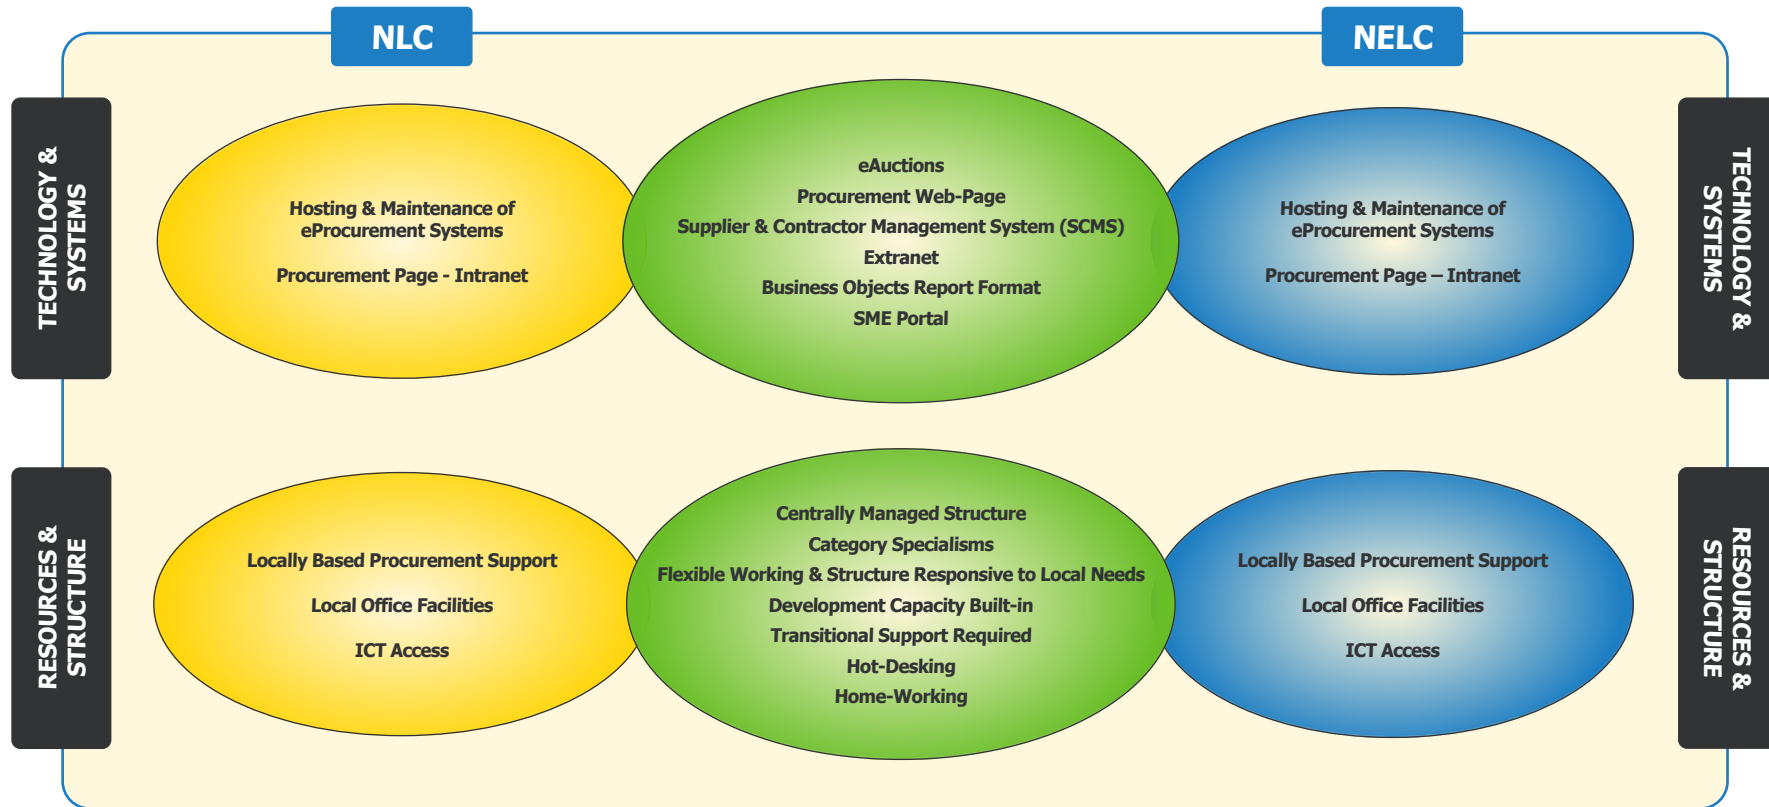 NLC
NELC
TECHNOLOGY &
SYSTEMS
Hosting & Maintenance of
eProcurement Systems
Procurement Page - Intranet
eAuctions
Procurement Web-Page
Supplier & Contractor Management System (SCMS)
Extranet
Business Objects Report Format
SME Portal
Hosting & Maintenance of
eProcurement Systems
Procurement Page – Intranet
TECHNOLOGY &
SYSTEMS
RESOURCES &
STRUCTURE
Locally Based Procurement Support
Local Office Facilities
ICT Access
Centrally Managed Structure
Category Specialisms
Flexible Working & Structure Responsive to Local Needs
Development Capacity Built-in
Transitional Support Required
Hot-Desking
Home-Working
Locally Based Procurement Support
Local Office Facilities
ICT Access
RESOURCES &
STRUCTURE